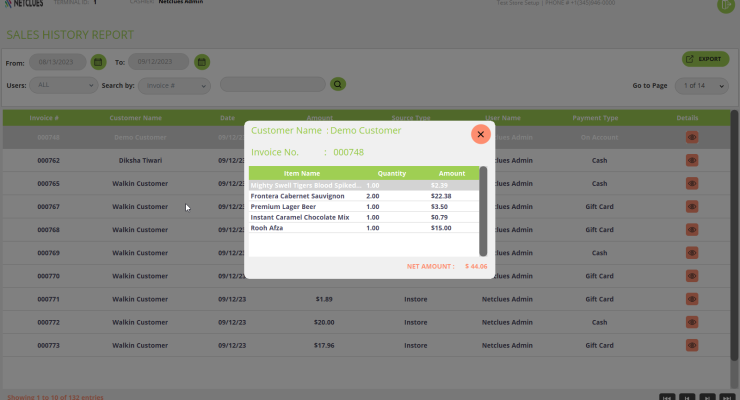 NETCLUES TERMINAL ID: 1 CASHIER: Netclues Admin Test Store Setup | PHONE # +1(345)946-0000
SALES HISTORY REPORT
From: 09/13/2023 To: 09/12/2023 EXPORT
Users: ALL Search by: Invoice # Go to Page 1 of 14
Invoice # Customer Name Date Amount Source Type User Name Payment Type Details
000748 Demo Customer 09/12/ Netclues Admin On Account
000762 Diksha Tiwari 09/12/2 Netclues Admin Cash
000765 Walkin Customer 09/12/2 Netclues Admin Cash
000767 Walkin Customer 09/12/2 Netclues Admin Gift Card
000768 Walkin Customer 09/12/2 Netclues Admin Gift Card
000769 Walkin Customer 09/12/2 Netclues Admin Cash
000770 Walkin Customer 09/12/2 Netclues Admin Gift Card
000771 Walkin Customer 09/12/23 $1.89 Instore Netclues Admin Gift Card
000772 Walkin Customer 09/12/23 $20.00 Instore Netclues Admin Cash
000773 Walkin Customer 09/12/23 $17.96 Instore Netclues Admin Gift Card
Showing 1 to 10 of 132 entries
Customer Name : Demo Customer
Invoice No. : 000748
Item Name Quantity Amount
Mighty Swell Tigers Blood Spiked... 1.00 $2.39
Frontera Cabernet Sauvignon 2.00 $22.38
Premium Lager Beer 1.00 $3.50
Instant Caramel Chocolate Mix 1.00 $0.79
Rooh Afza 1.00 $15.00
NET AMOUNT : $ 44.06